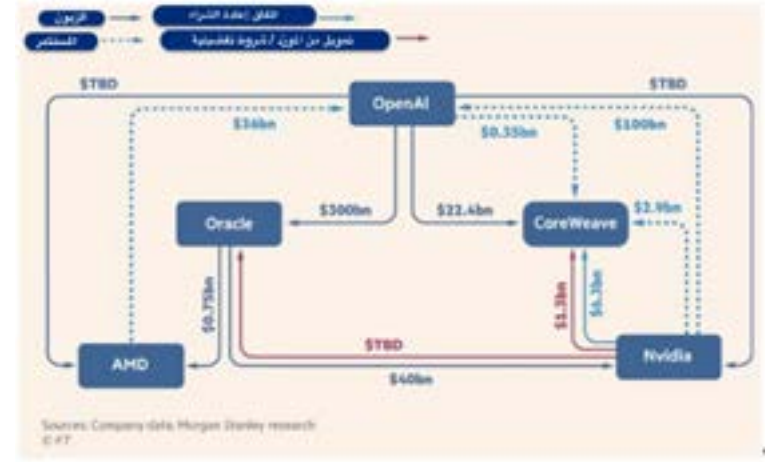 الزبون
اتفاق إعادة الشراء
المستثمر
تمويل من المورد / شروط تفضيلية
$TBD
$TBD
OpenAI
$36bn
$0.35bn
$100bn
Oracle
$300bn
$22.4bn
CoreWeave
$2.9bn
$0.75bn
$1.3bn
$6.3bn
AMD
$TBD
$40bn
Nvidia
Sources: Company data; Morgan Stanley research
© FT